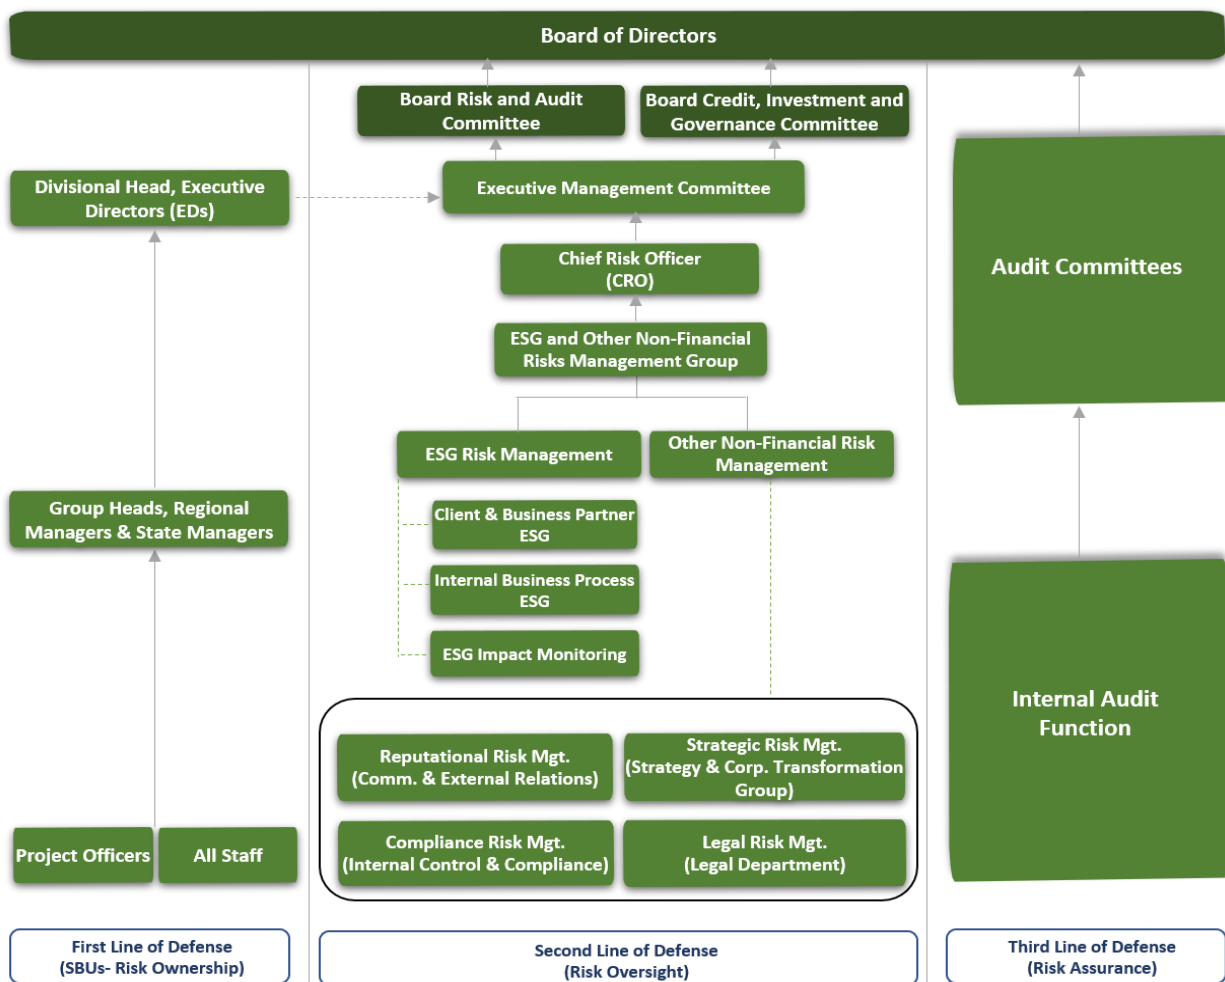 Board of Directors
Board Risk and Audit
Committee
Board Credit, Investment and
Governance Committee
Divisional Head, Executive
Directors (EDs)
Executive Management Committee
Chief Risk Officer
(CRO)
Audit Committees
ESG and Other Non-Financial
Risks Management Group
ESG Risk Management
Other Non-Financial Risk
Management
Group Heads, Regional
Managers & State Managers
Client & Business Partner
ESG
Internal Business Process
ESG
ESG Impact Monitoring
Internal Audit
Function
Reputational Risk Mgt.
(Comm. & External Relations)
Strategic Risk Mgt.
(Strategy & Corp. Transformation
Group)
Project Officers
All Staff
Compliance Risk Mgt.
(Internal Control & Compliance)
Legal Risk Mgt.
(Legal Department)
First Line of Defense
(SBUs- Risk Ownership)
Second Line of Defense
(Risk Oversight)
Third Line of Defense
(Risk Assurance)